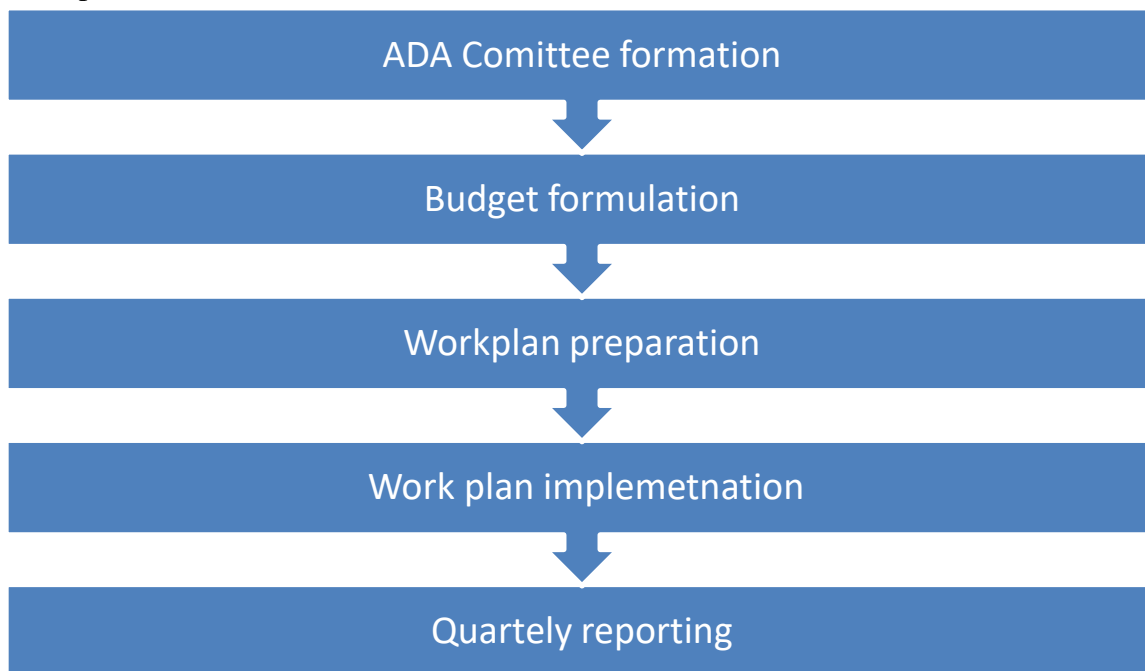 ADA Comittee formation
Budget formulation
Workplan preparation
Work plan implemetnation
Quartely reporting